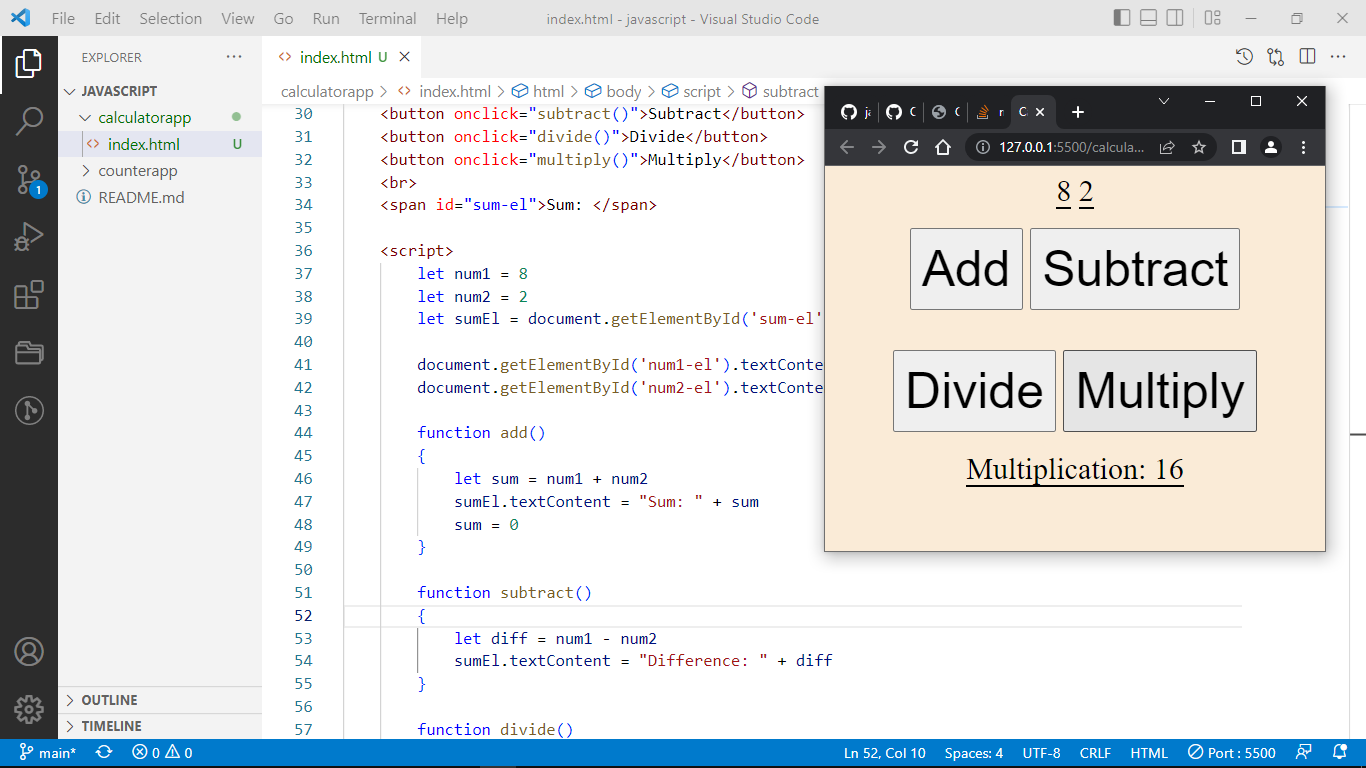 File Edit Selection View Go Run Terminal Help index.html - javascript - Visual Studio Code
EXPLORER
JAVASCRIPT
calculatorapp
index.html U
counterapp
README.md
OUTLINE
TIMELINE
1
index.html U
calculatorapp > index.html > html > body > script > subtract
30 <button onclick="subtract()">Subtract</button>
31 <button onclick="divide()">Divide</button>
32 <button onclick="multiply()">Multiply</button>
33 <br>
34 <span id="sum-el">Sum: </span>
35
36 <script>
37 let num1 = 8
38 let num2 = 2
39 let sumEl = document.getElementById('sum-el'
40
41 document.getElementById('num1-el').textConte
42 document.getElementById('num2-el').textConte
43
44 function add()
45 {
46 let sum = num1 + num2
47 sumEl.textContent = "Sum: " + sum
48 sum = 0
49 }
50
51 function subtract()
52 {
53 let diff = num1 - num2
54 sumEl.textContent = "Difference: " + diff
55 }
56
57 function divide()
127.0.0.1:5500/calcula...
8 2
Add Subtract
Divide Multiply
Multiplication: 16
main* 0 0 Ln 52, Col 10 Spaces: 4 UTF-8 CRLF HTML Port : 5500